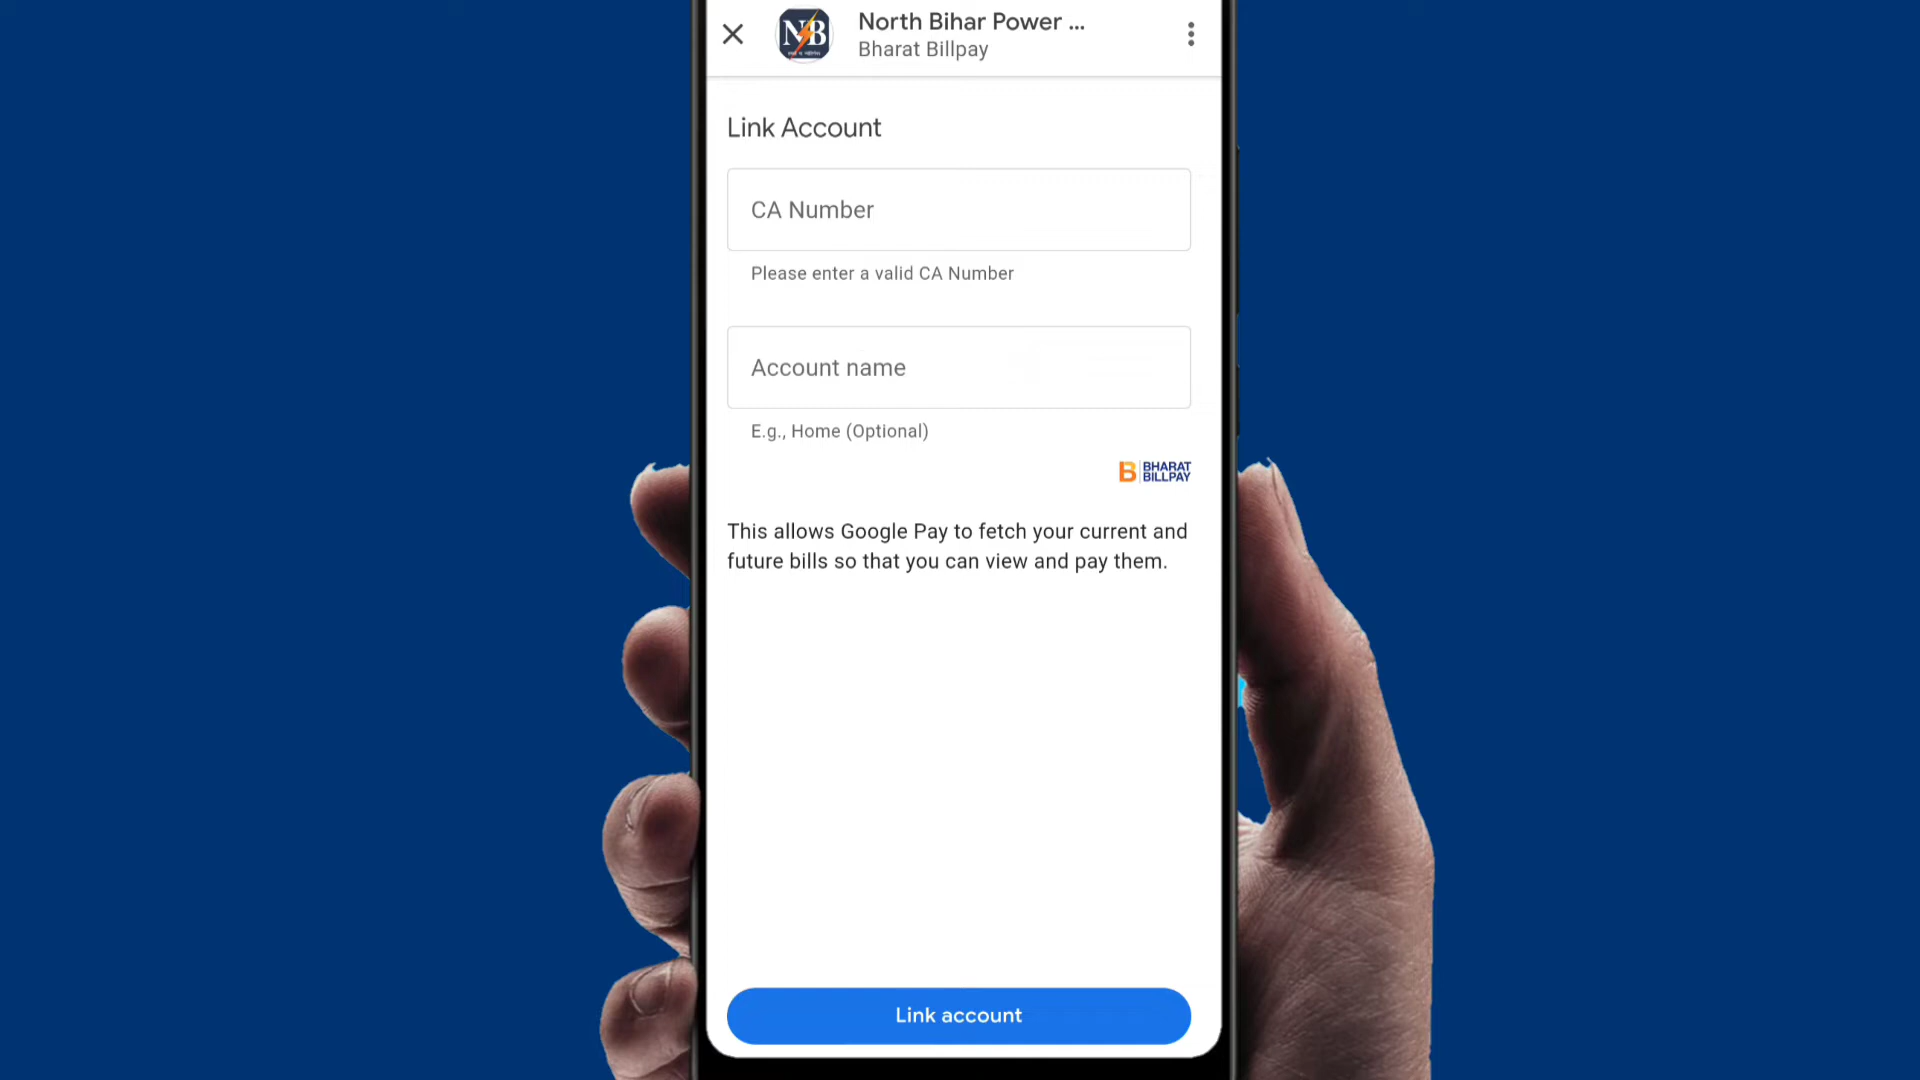 NB
North Bihar Power ...
Bharat Billpay
Link Account
CA Number
Please enter a valid CA Number
Account name
E.g., Home (Optional)
B BHARAT
BILLPAY
This allows Google Pay to fetch your current and
future bills so that you can view and pay them.
Link account